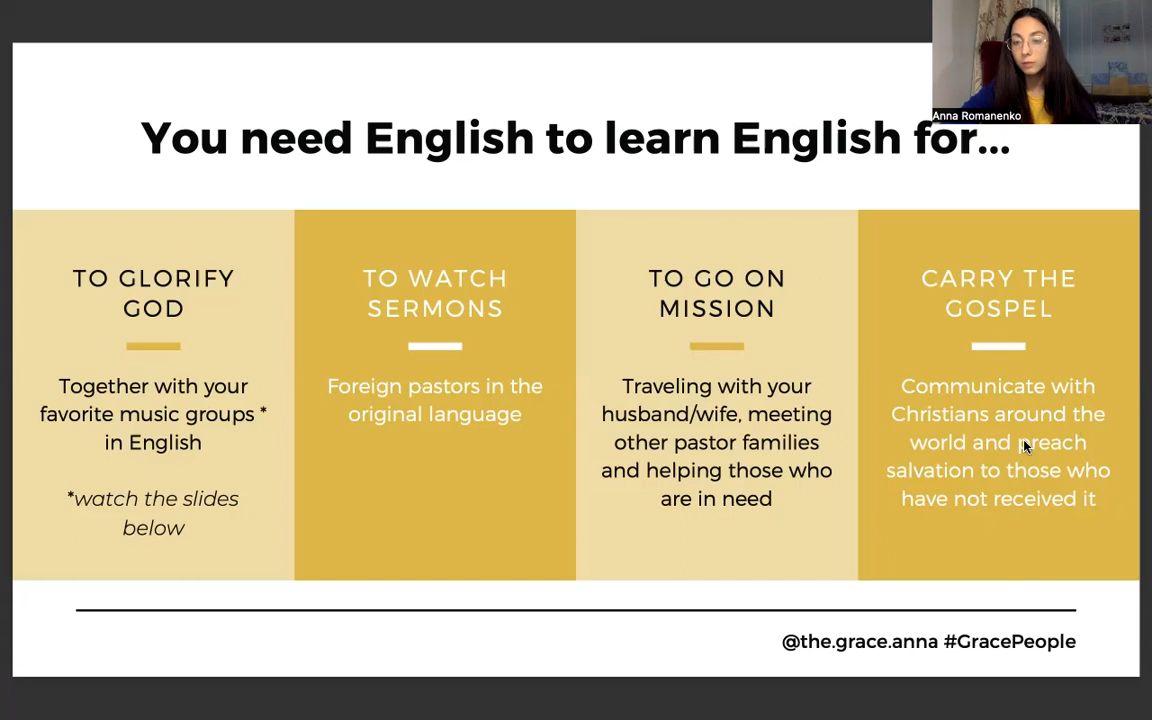 Anna Romanenko
You need English to learn English for...
TO GLORIFY
GOD
Together with your
favorite music groups *
in English
*watch the slides
below
TO WATCH
SERMONS
Foreign pastors in the
original language
TO GO ON
MISSION
Traveling with your
husband/wife, meeting
other pastor families
and helping those who
are in need
CARRY THE
GOSPEL
Communicate with
Christians around the
world and preach
salvation to those who
have not received it
@the.grace.anna #GracePeople